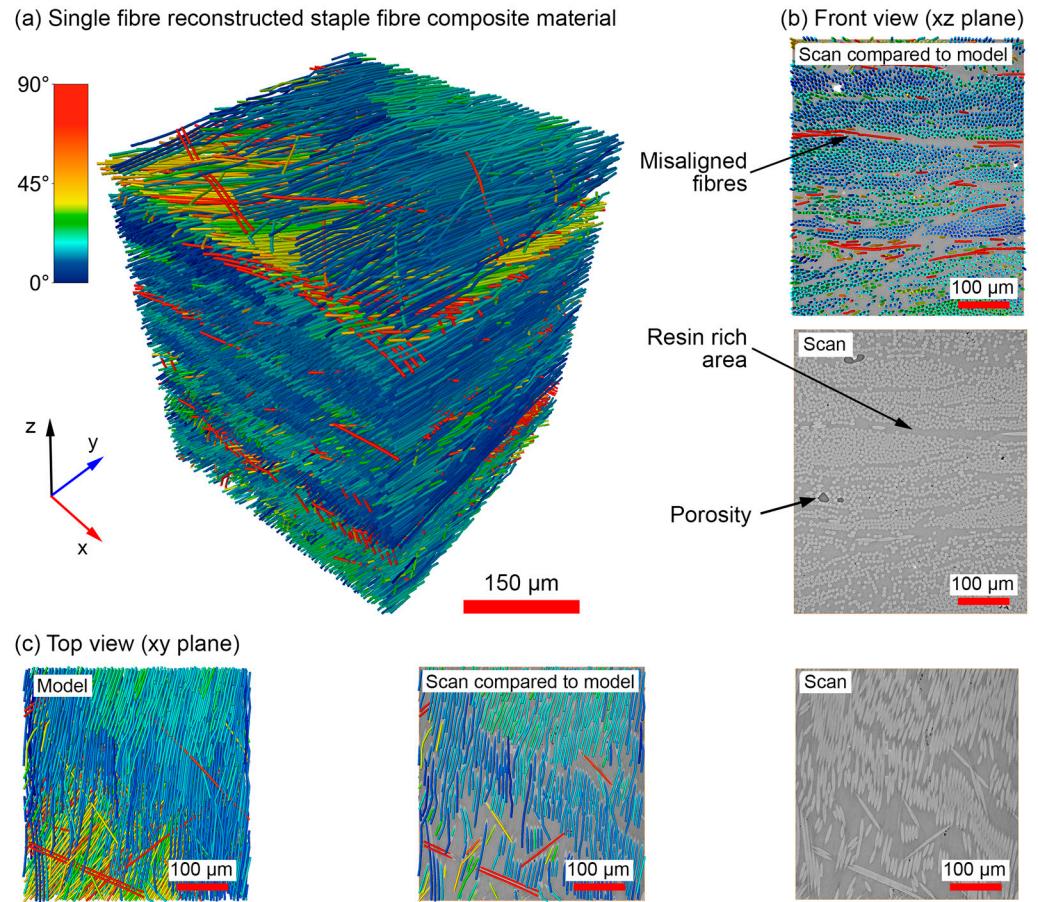 (a) Single fibre reconstructed staple fibre composite material
90°
45°
0°
z
y
x
150 µm
(b) Front view (xz plane)
Scan compared to model
Misaligned
fibres
100 µm
Scan
Resin rich
area
Porosity
100 µm
(c) Top view (xy plane)
Model
100 µm
Scan compared to model
100 µm
Scan
100 µm